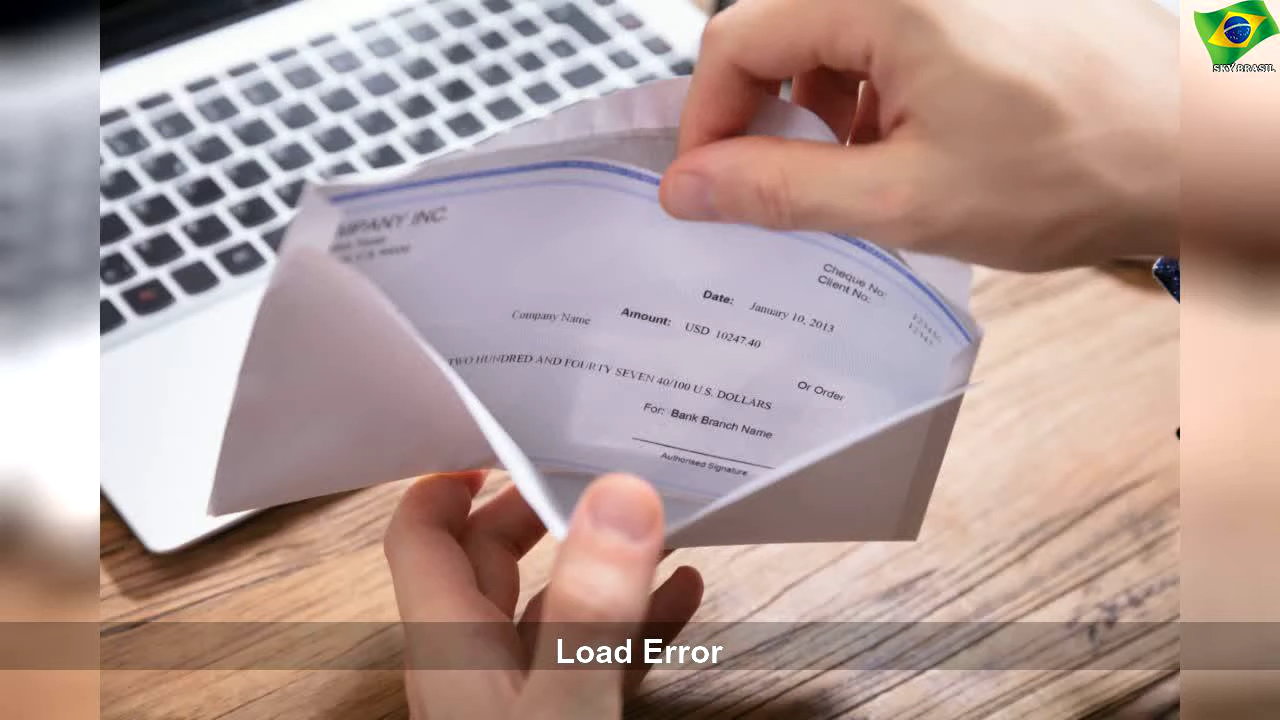 SKY BRASIL
MPANY INC.
Cheque No:
Client No:
Date: January 10, 2013
Company Name
Amount: USD 10247.40
TWO HUNDRED AND FOURTY SEVEN 40/100 U.S. DOLLARS
Or Order
For: Bank Branch Name
Authorised Signature
Load Error